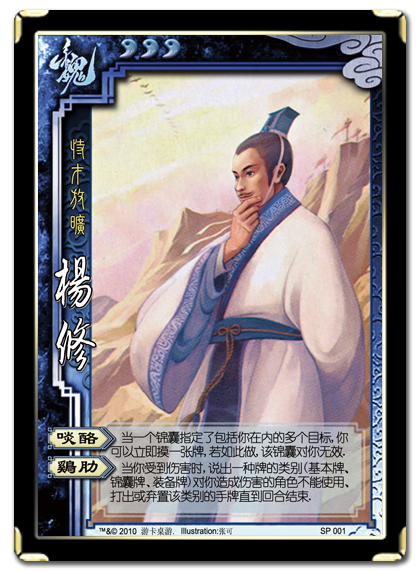 魏
恃才放曠
楊修
啖酪
当一个锦囊指定了包括你在内的多个目标,你
可以立即摸一张牌,若如此做,该锦囊对你无效.
鷄肋
当你受到伤害时,说出一种牌的类别(基本牌、
锦囊牌、装备牌)对你造成伤害的角色不能使用、
打出或弃置该类别的手牌直到回合结束.
™&© 2010 游卡桌游. Illustration:张可
SP 001